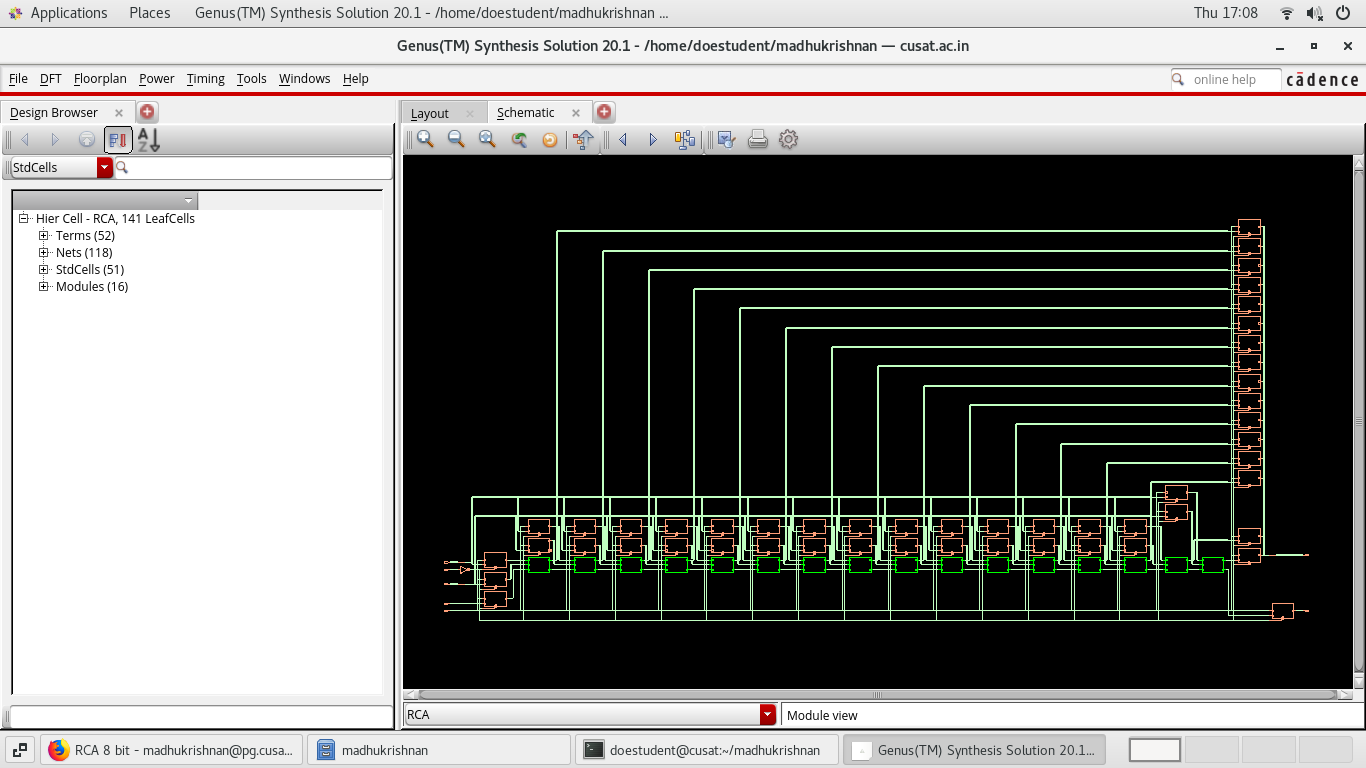 Applications Places Genus(TM) Synthesis Solution 20.1 - /home/doestudent/madhukrishnan ... Thu 17:08
Genus(TM) Synthesis Solution 20.1 - /home/doestudent/madhukrishnan — cusat.ac.in
File DFT Floorplan Power Timing Tools Windows Help online help cādence
Design Browser
Layout Schematic
A
Z
StdCells
Hier Cell - RCA, 141 LeafCells
Terms (52)
Nets (118)
StdCells (51)
Modules (16)
RCA Module view
RCA 8 bit - madhukrishnan@pg.cusa... madhukrishnan doestudent@cusat:~/madhukrishnan Genus(TM) Synthesis Solution 20.1...